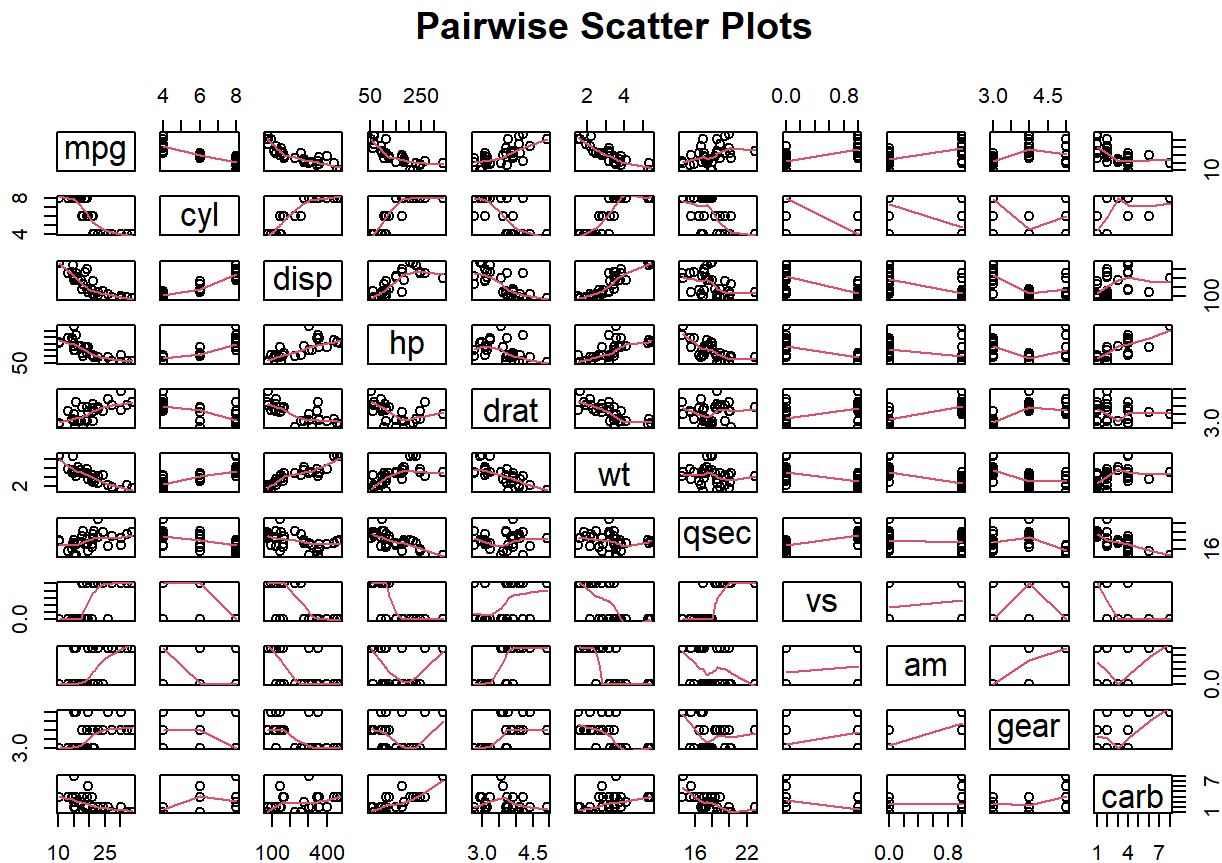 Pairwise Scatter Plots
4 6 8 50 250 2 4 0.0 0.8 3.0 4.5
mpg 10
8 4 cyl
disp 100
50 hp
drat 3.0
2 wt
qsec 16
0.0 vs
am 0.0
3.0 gear
carb 1 7
10 25 100 400 3.0 4.5 16 22 0.0 0.8 1 4 7